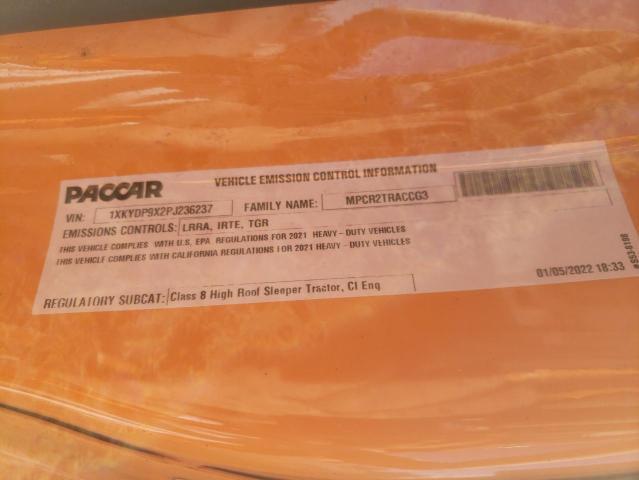 PACCAR
VEHICLE EMISSION CONTROL INFORMATION
VIN: 1XKYDP9X2PJ236237 FAMILY NAME: MPCR2TRACCG3
EMISSIONS CONTROLS: LRRA, IRTE, TGR
THIS VEHICLE COMPLIES WITH U.S. EPA REGULATIONS FOR 2021 HEAVY - DUTY VEHICLES
THIS VEHICLE COMPLIES WITH CALIFORNIA REGULATIONS FOR 2021 HEAVY - DUTY VEHICLES
01/05/2022 18:33
REGULATORY SUBCAT: Class 8 High Roof Sleeper Tractor, CI Eng